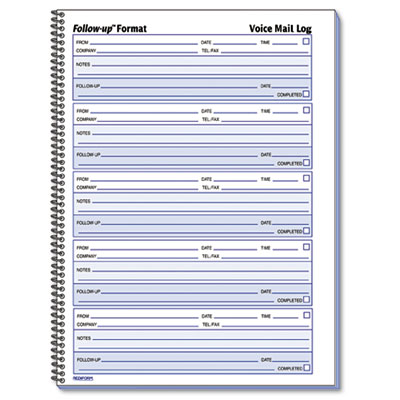 Follow-up™ Format Voice Mail Log
FROM DATE TIME
COMPANY TEL./FAX
NOTES
FOLLOW-UP DATE
COMPLETED
FROM DATE TIME
COMPANY TEL./FAX
NOTES
FOLLOW-UP DATE
COMPLETED
FROM DATE TIME
COMPANY TEL./FAX
NOTES
FOLLOW-UP DATE
COMPLETED
FROM DATE TIME
COMPANY TEL./FAX
NOTES
FOLLOW-UP DATE
COMPLETED
FROM DATE TIME
COMPANY TEL./FAX
NOTES
FOLLOW-UP DATE
COMPLETED
REDIFORM